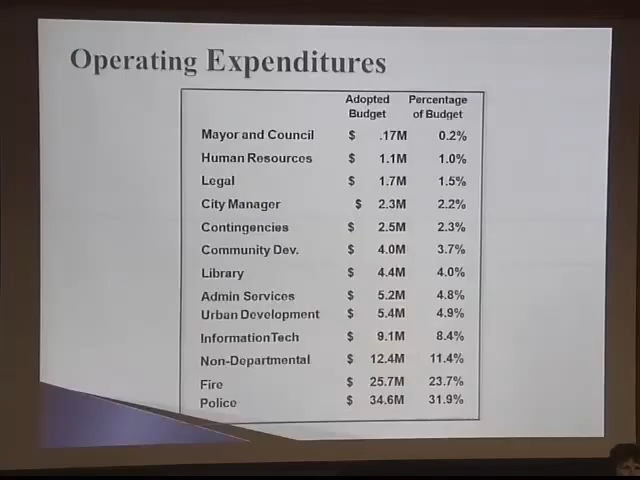 Operating Expenditures
Adopted Budget Percentage of Budget
Mayor and Council $ .17M 0.2%
Human Resources $ 1.1M 1.0%
Legal $ 1.7M 1.5%
City Manager $ 2.3M 2.2%
Contingencies $ 2.5M 2.3%
Community Dev. $ 4.0M 3.7%
Library $ 4.4M 4.0%
Admin Services $ 5.2M 4.8%
Urban Development $ 5.4M 4.9%
InformationTech $ 9.1M 8.4%
Non-Departmental $ 12.4M 11.4%
Fire $ 25.7M 23.7%
Police $ 34.6M 31.9%